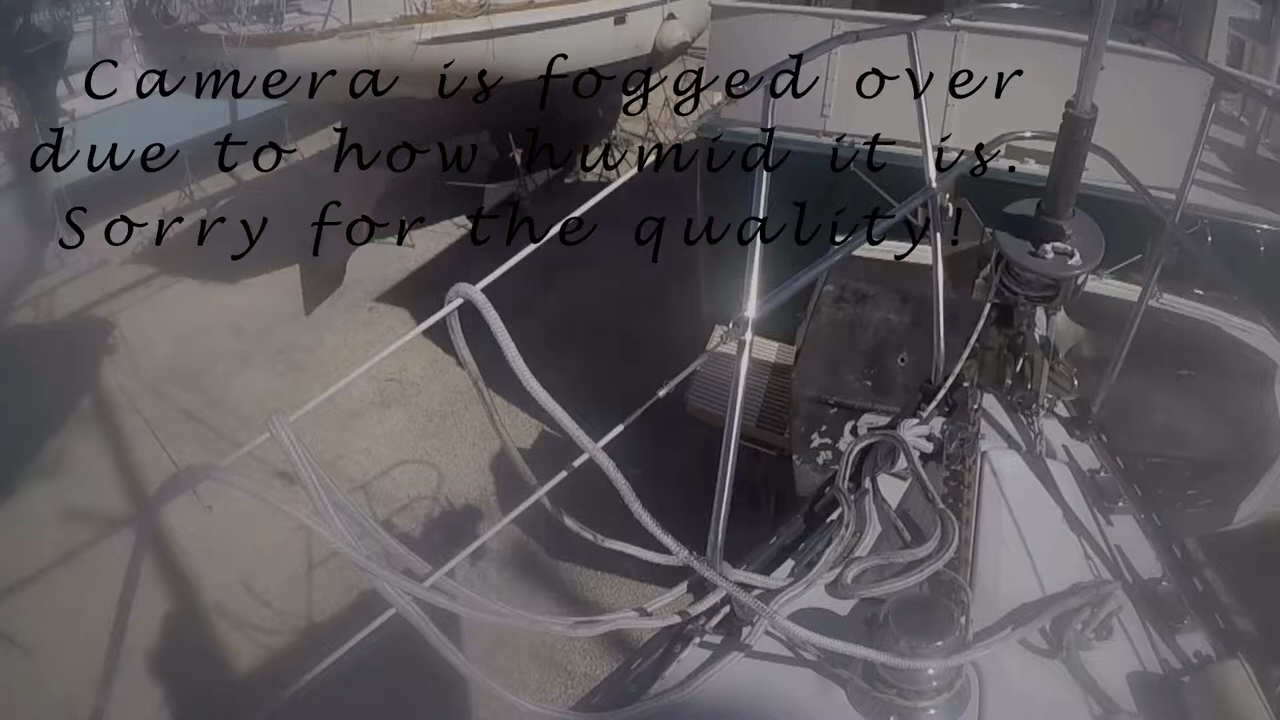 Camera is fogged over
due to how humid it is.
Sorry for the quality!